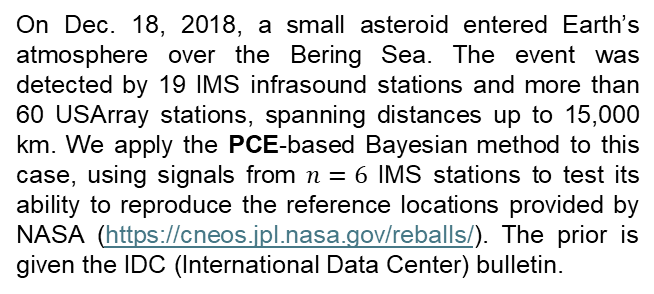 On Dec. 18, 2018, a small asteroid entered Earth's
atmosphere over the Bering Sea. The event was
detected by 19 IMS infrasound stations and more than
60 USArray stations, spanning distances up to 15,000
km. We apply the PCE-based Bayesian method to this
case, using signals from n = 6 IMS stations to test its
ability to reproduce the reference locations provided by
NASA (https://cneos.jpl.nasa.gov/reballs/). The prior is
given the IDC (International Data Center) bulletin.